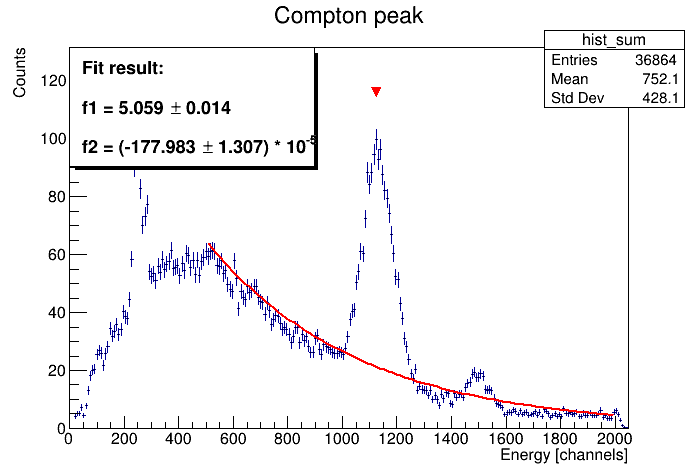 Compton peak
hist_sum
Entries 36864
Mean 752.1
Std Dev 428.1
Counts
Fit result:
f1 = 5.059 ± 0.014
f2 = (-177.983 ± 1.307) * 10^-5
120
100
80
60
40
20
0
0 200 400 600 800 1000 1200 1400 1600 1800 2000
Energy [channels]